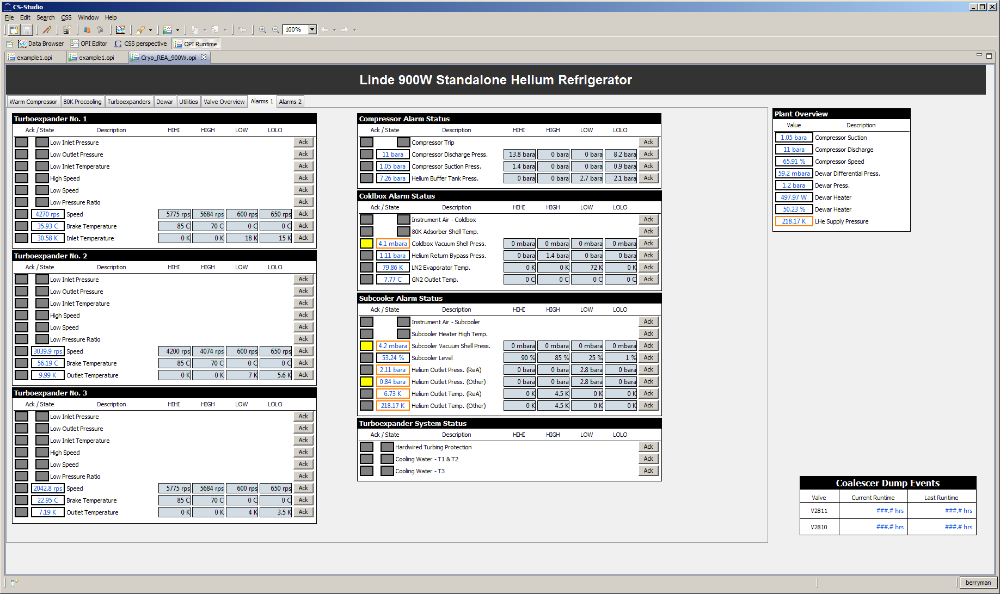 CS-Studio
File Edit Search CSS Window Help
100%
Data Browser OPI Editor CSS perspective OPI Runtime
example1.opi example1.opi Cryo_REA_900W.opi
Linde 900W Standalone Helium Refrigerator
Warm Compressor 80K Precooling Turboexpanders Dewar Utilities Valve Overview Alarms 1 Alarms 2
Turboexpander No. 1
Ack / State Description HIHI HIGH LOW LOLO
Low Inlet Pressure Ack
Low Outlet Pressure Ack
Low Inlet Temperature Ack
High Speed Ack
Low Speed Ack
Low Pressure Ratio Ack
4270 rps Speed 5775 rps 5684 rps 600 rps 650 rps Ack
35.93 C Brake Temperature 85 C 70 C 0 C 0 C Ack
30.58 K Inlet Temperature 0 K 0 K 18 K 15 K Ack
Turboexpander No. 2
Ack / State Description HIHI HIGH LOW LOLO
Low Inlet Pressure Ack
Low Outlet Pressure Ack
Low Inlet Temperature Ack
High Speed Ack
Low Speed Ack
Low Pressure Ratio Ack
3039.9 rps Speed 4200 rps 4074 rps 600 rps 650 rps Ack
56.19 C Brake Temperature 85 C 70 C 0 C 0 C Ack
9.99 K Outlet Temperature 0 K 0 K 7 K 5.6 K Ack
Turboexpander No. 3
Ack / State Description HIHI HIGH LOW LOLO
Low Inlet Pressure Ack
Low Outlet Pressure Ack
Low Inlet Temperature Ack
High Speed Ack
Low Speed Ack
Low Pressure Ratio Ack
2042.8 rps Speed 5775 rps 5684 rps 600 rps 650 rps Ack
22.95 C Brake Temperature 85 C 70 C 0 C 0 C Ack
7.19 K Outlet Temperature 0 K 0 K 4 K 3.5 K Ack
Compressor Alarm Status
Ack / State Description HIHI HIGH LOW LOLO
Compressor Trip Ack
11 bara Compressor Discharge Press. 13.8 bara 0 bara 0 bara 8.2 bara Ack
1.05 bara Compressor Suction Press. 1.4 bara 0 bara 0 bara 0.9 bara Ack
7.26 bara Helium Buffer Tank Press. 0 bara 0 bara 2.7 bara 2.1 bara Ack
Coldbox Alarm Status
Ack / State Description HIHI HIGH LOW LOLO
Instrument Air - Coldbox Ack
80K Adsorber Shell Temp. Ack
4.1 mbara Coldbox Vacuum Shell Press. 0 mbara 0 mbara 0 mbara 0 mbara Ack
1.11 bara Helium Return Bypass Press. 0 bara 1.4 bara 0 bara 0 bara Ack
79.86 K LN2 Evaporator Temp. 0 K 0 K 72 K 0 K Ack
7.77 C GN2 Outlet Temp. 0 C 0 C 0 C 0 C Ack
Subcooler Alarm Status
Ack / State Description HIHI HIGH LOW LOLO
Instrument Air - Subcooler Ack
Subcooler Heater High Temp. Ack
4.2 mbara Subcooler Vacuum Shell Press. 0 mbara 0 mbara 0 mbara 0 mbara Ack
53.24 % Subcooler Level 90 % 85 % 25 % 1 % Ack
2.11 bara Helium Outlet Press. (ReA) 0 bara 0 bara 2.8 bara 0 bara Ack
0.84 bara Helium Outlet Press. (Other) 0 bara 0 bara 2.8 bara 0 bara Ack
6.73 K Helium Outlet Temp. (ReA) 0 K 4.5 K 0 K 0 K Ack
218.17 K Helium Outlet Temp. (Other) 0 K 4.5 K 0 K 0 K Ack
Turboexpander System Status
Ack / State Description HIHI HIGH LOW LOLO
Hardwired Turbing Protection Ack
Cooling Water - T1 & T2 Ack
Cooling Water - T3 Ack
Plant Overview
Value Description
1.05 bara Compressor Suction
11 bara Compressor Discharge
65.91 % Compressor Speed
59.2 mbara Dewar Differential Press.
1.2 bara Dewar Press.
497.97 W Dewar Heater
50.23 % Dewar Heater
218.17 K LHe Supply Pressure
Coalescer Dump Events
Valve Current Runtime Last Runtime
V2811 ###.# hrs ###.# hrs
V2810 ###.# hrs ###.# hrs
berryman